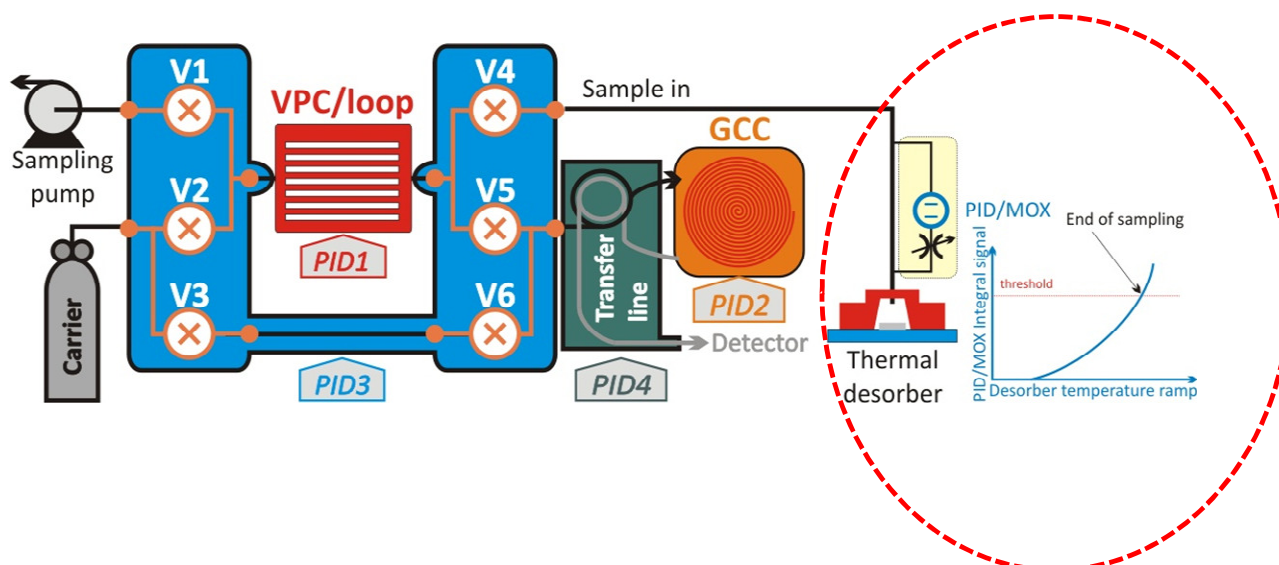 V1
V4
Sample in
VPC/loop
GCC
Sampling
pump
V2
V5
PID/MOX
End of sampling
PID1
Transfer
line
threshold
PID/MOX Integral signal
V3
V6
PID2
Carrier
Detector
Thermal
desorber
PID3
PID4
Desorber temperature ramp